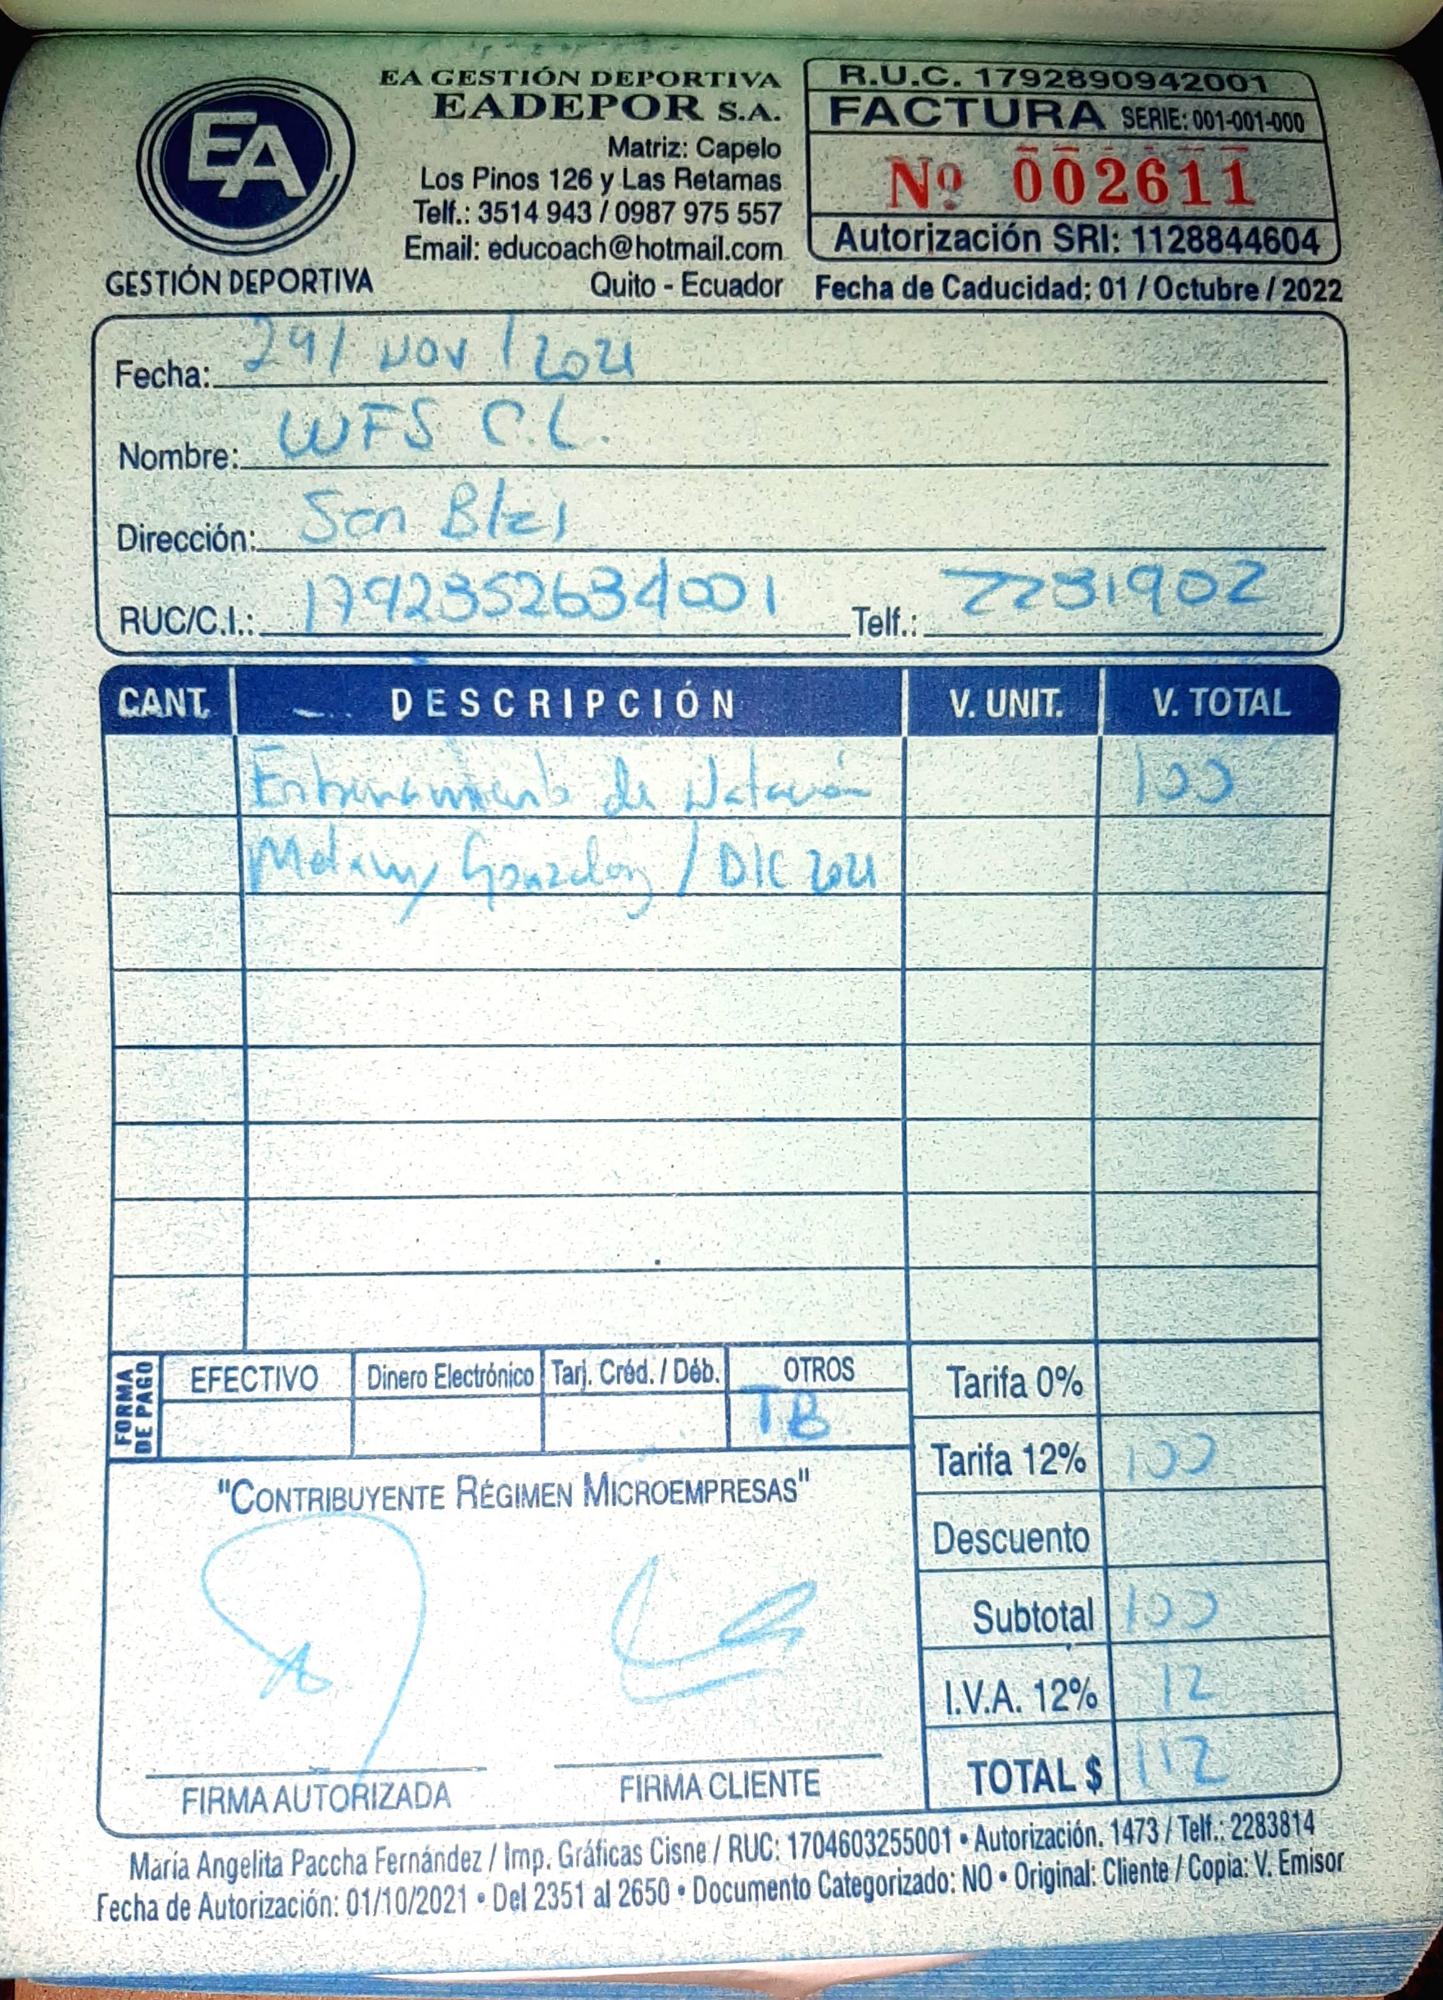 EA
GESTIÓN DEPORTIVA
EA GESTIÓN DEPORTIVA
EADEPOR S.A.
Matriz: Capelo
Los Pinos 126 y Las Retamas
Telf.: 3514 943 / 0987 975 557
Email: educoach@hotmail.com
Quito - Ecuador
R.U.C. 1792890942001
FACTURA SERIE: 001-001-000
Nº 002611
Autorización SRI: 1128844604
Fecha de Caducidad: 01 / Octubre / 2022
Fecha: 29/ NOV / 2021
Nombre: WFS C.L.
Dirección: San Blas
RUC/C.I.: 1792352634001 Telf.: 2231902
CANT. DESCRIPCIÓN V. UNIT. V. TOTAL
Entrenamiento de Natación 100
Melany Gonzalez / DIC 2021
FORMA DE PAGO
EFECTIVO Dinero Electrónico Tarj. Créd. / Déb. OTROS
TB
Tarifa 0%
Tarifa 12% 100
Descuento
Subtotal 100
I.V.A. 12% 12
TOTAL $ 112
"CONTRIBUYENTE RÉGIMEN MICROEMPRESAS"
FIRMA AUTORIZADA FIRMA CLIENTE
María Angelita Paccha Fernández / Imp. Gráficas Cisne / RUC: 1704603255001 • Autorización. 1473 / Telf.: 2283814
Fecha de Autorización: 01/10/2021 • Del 2351 al 2650 • Documento Categorizado: NO • Original: Cliente / Copia: V. Emisor